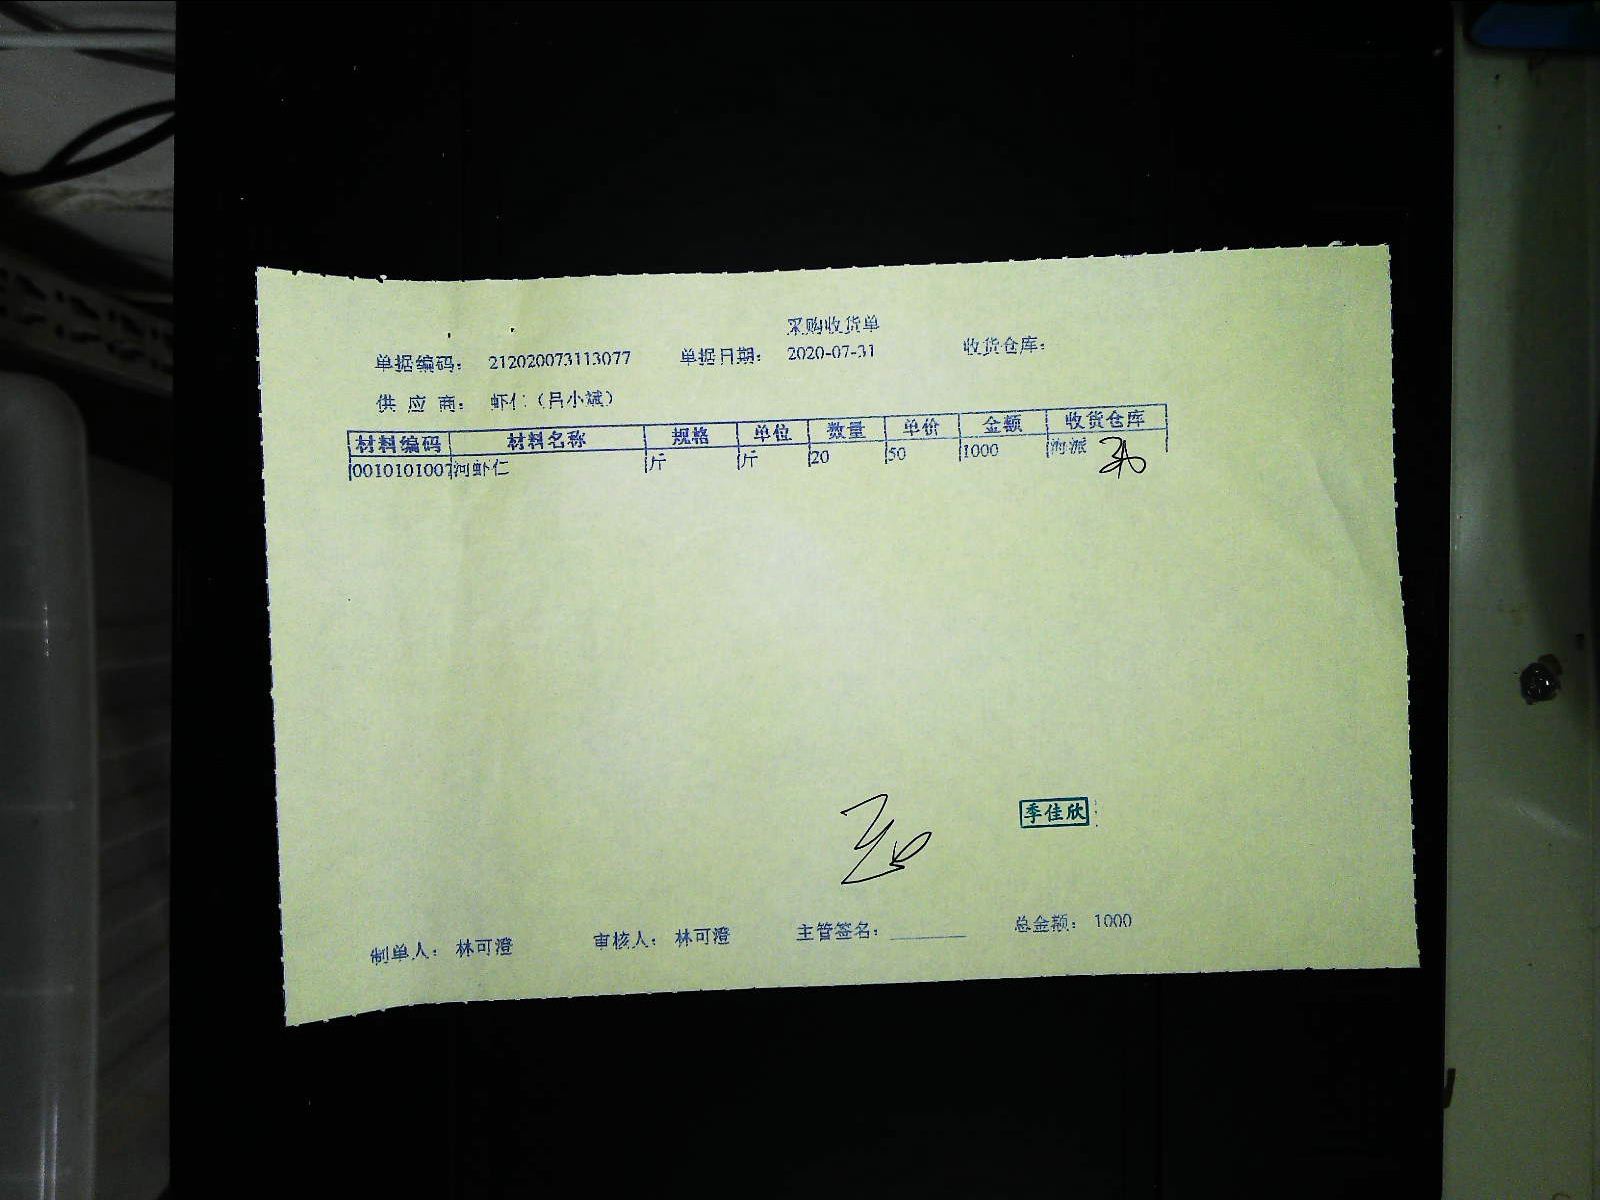 采购收货单
单据编码： 212020073113077 单据日期： 2020-07-31 收货仓库：
供 应 商： 虾仁（吕小斌）
材料编码 材料名称 规格 单位 数量 单价 金额 收货仓库
0010101007 河虾仁 斤 斤 20 50 1000 海派
季佳欣
制单人： 林可澄 审核人： 林可澄 主管签名：________ 总金额： 1000